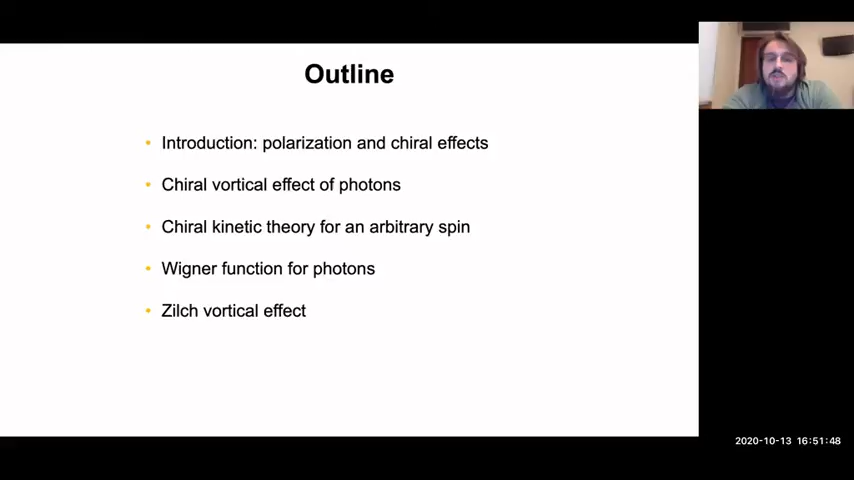 Outline
• Introduction: polarization and chiral effects
• Chiral vortical effect of photons
• Chiral kinetic theory for an arbitrary spin
• Wigner function for photons
• Zilch vortical effect
2020-10-13 16:51:48